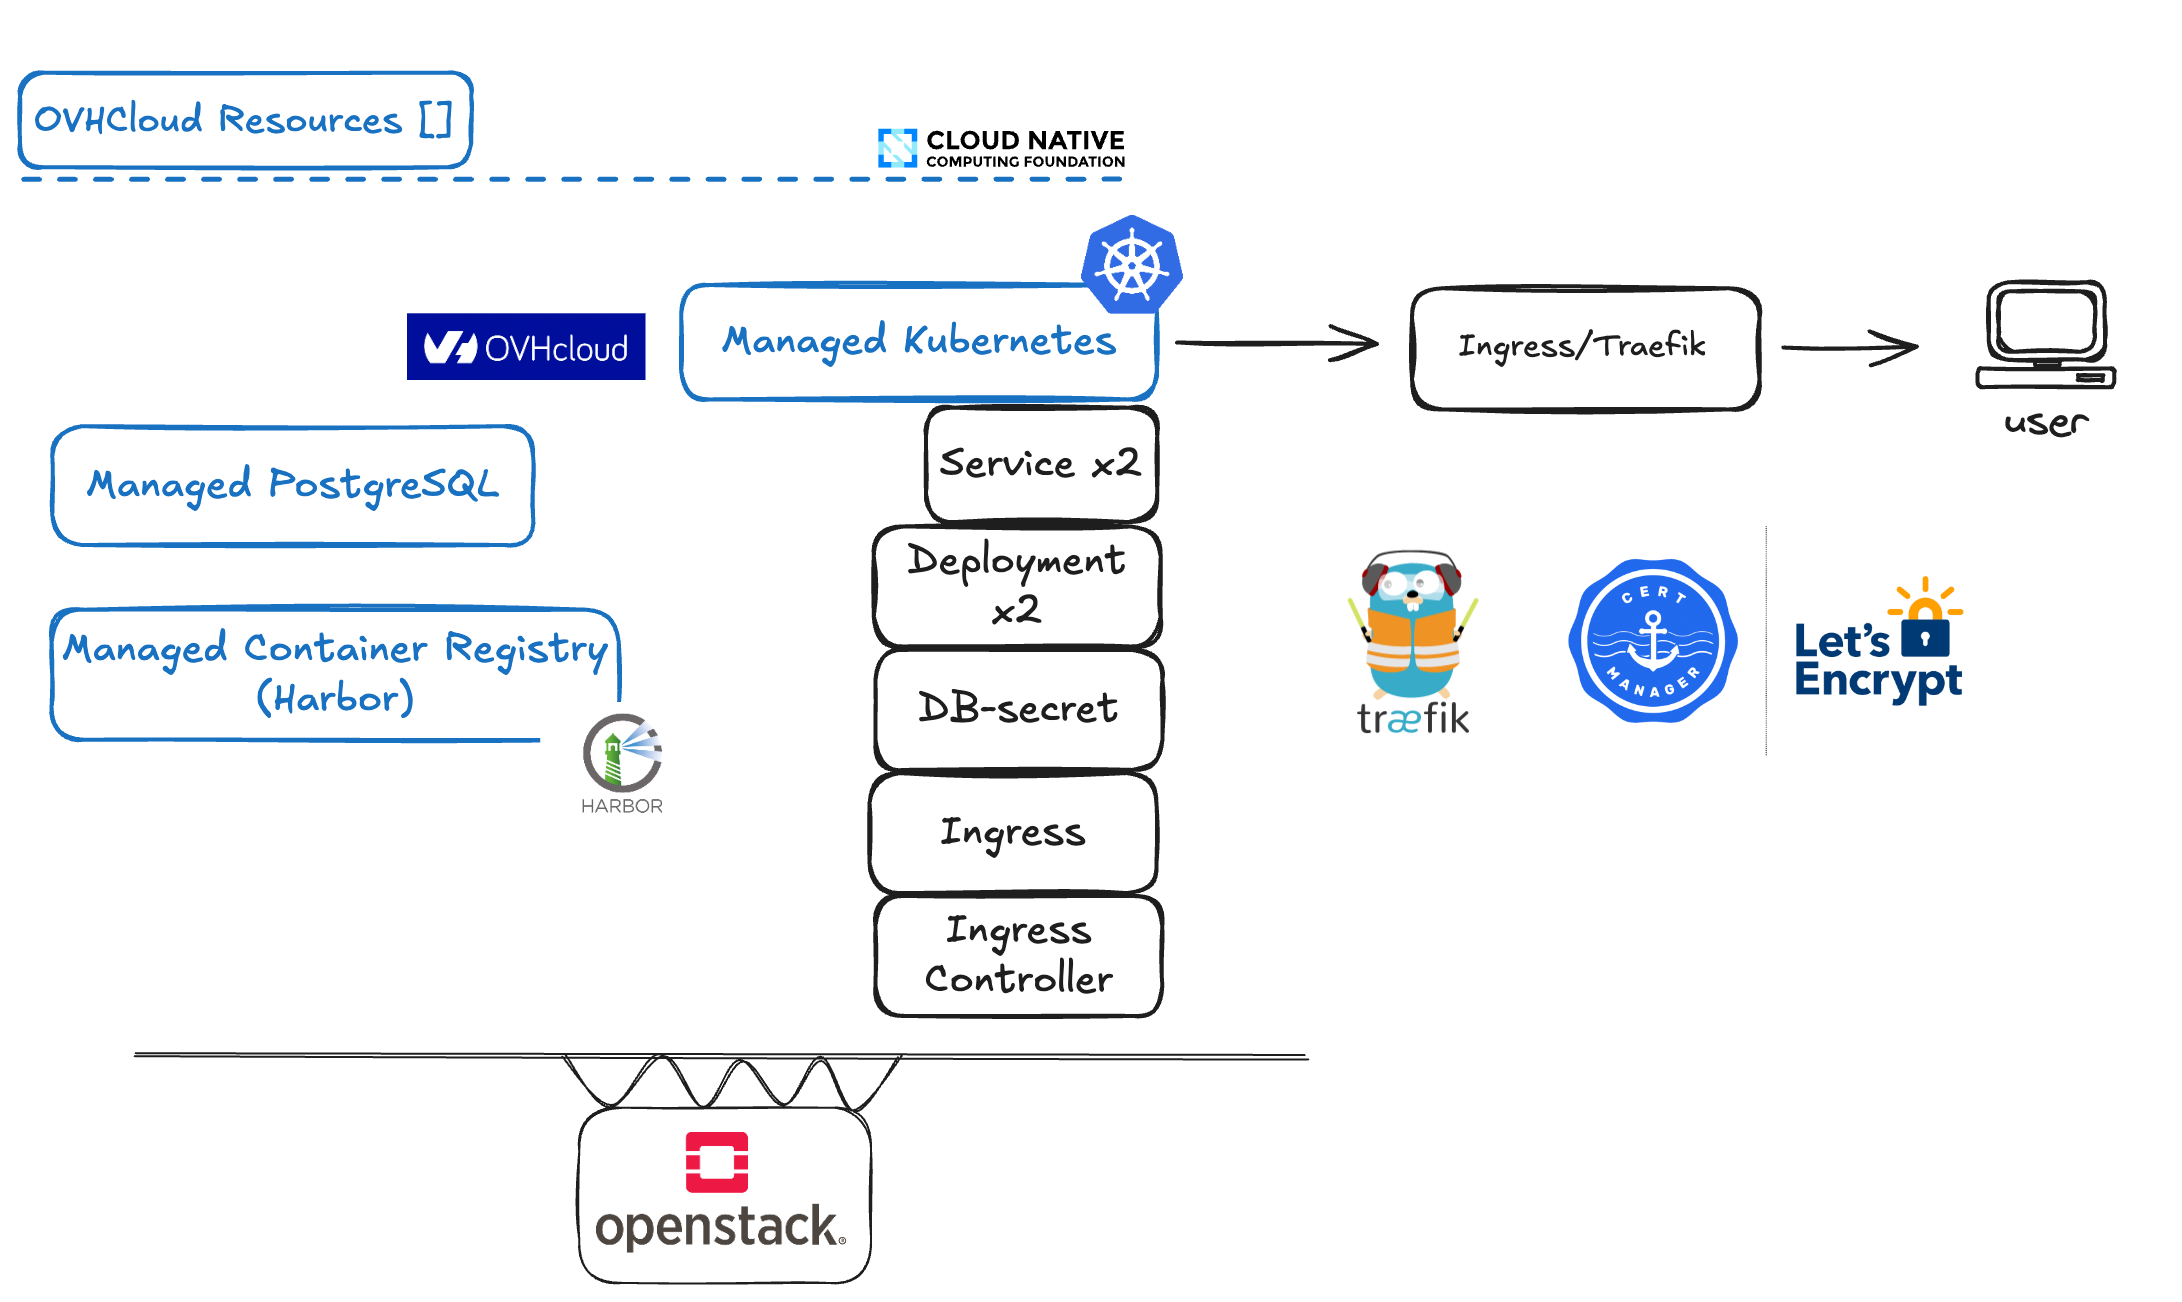 OVHCloud Resources []
CLOUD NATIVE
COMPUTING FOUNDATION
OVHcloud
Managed Kubernetes
Ingress/Traefik
user
Managed PostgreSQL
Service x2
Deployment
x2
Managed Container Registry
(Harbor)
HARBOR
DB-secret
træfik
CERT
MANAGER
Let's
Encrypt
Ingress
Ingress
Controller
openstack.